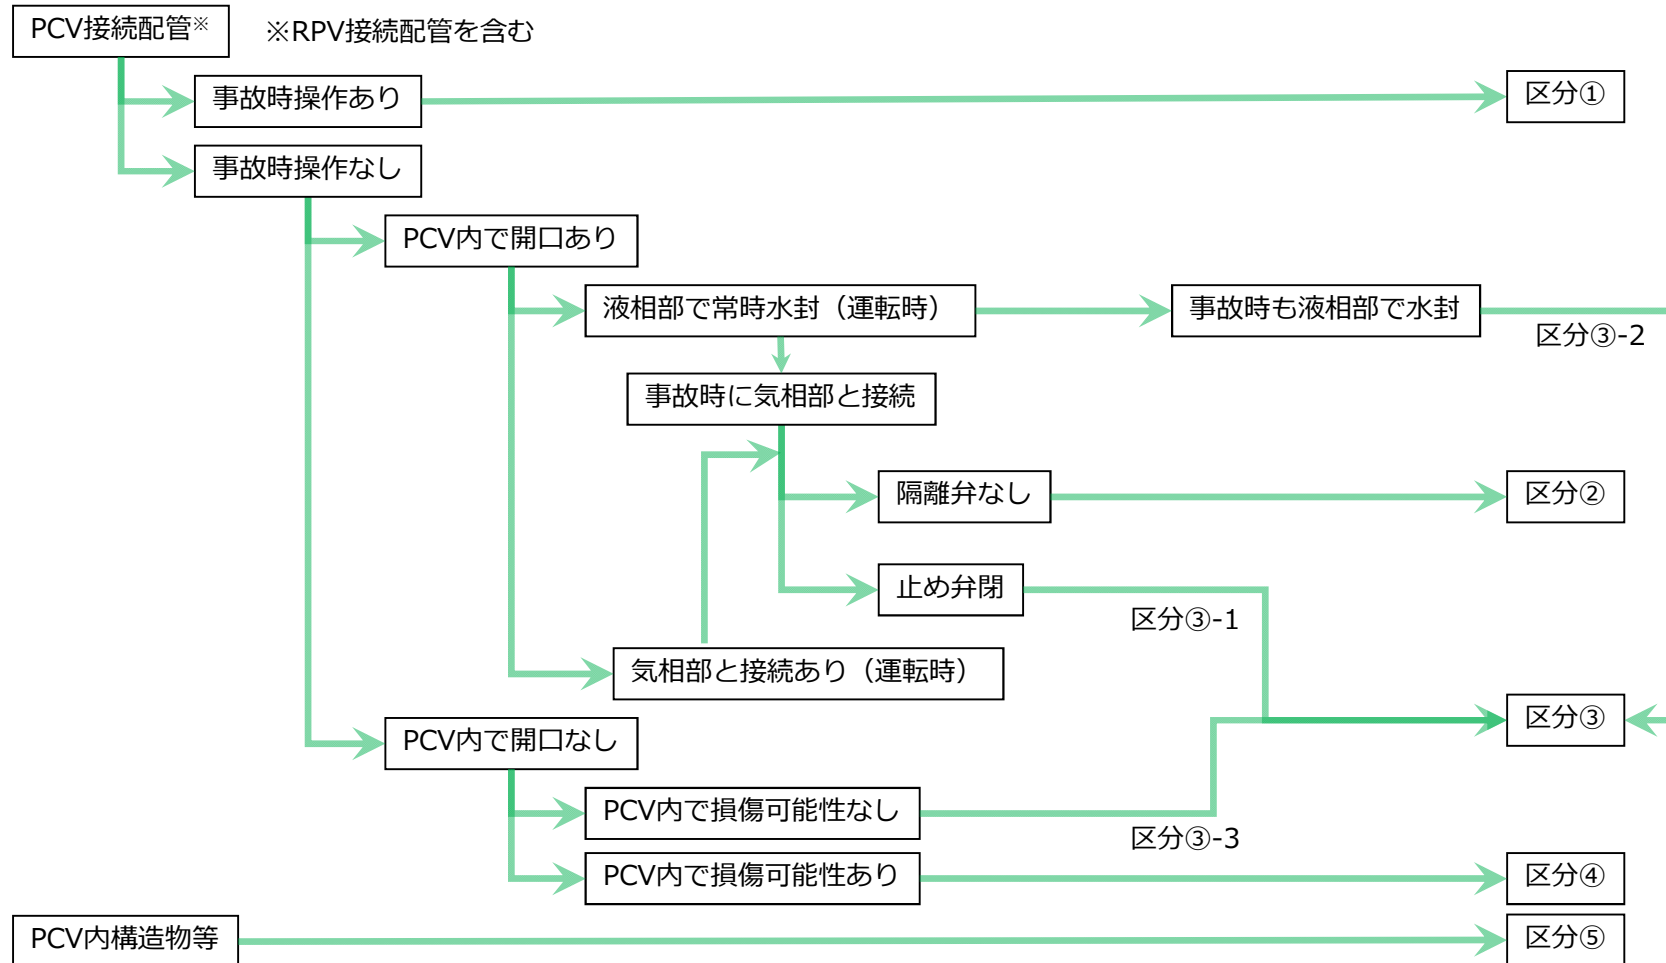 PCV接続配管※
※RPV接続配管を含む
事故時操作あり
区分①
事故時操作なし
PCV内で開口あり
液相部で常時水封（運転時）
事故時も液相部で水封
区分③-2
事故時に気相部と接続
隔離弁なし
区分②
止め弁閉
区分③-1
気相部と接続あり（運転時）
区分③
PCV内で開口なし
PCV内で損傷可能性なし
区分③-3
PCV内で損傷可能性あり
区分④
PCV内構造物等
区分⑤